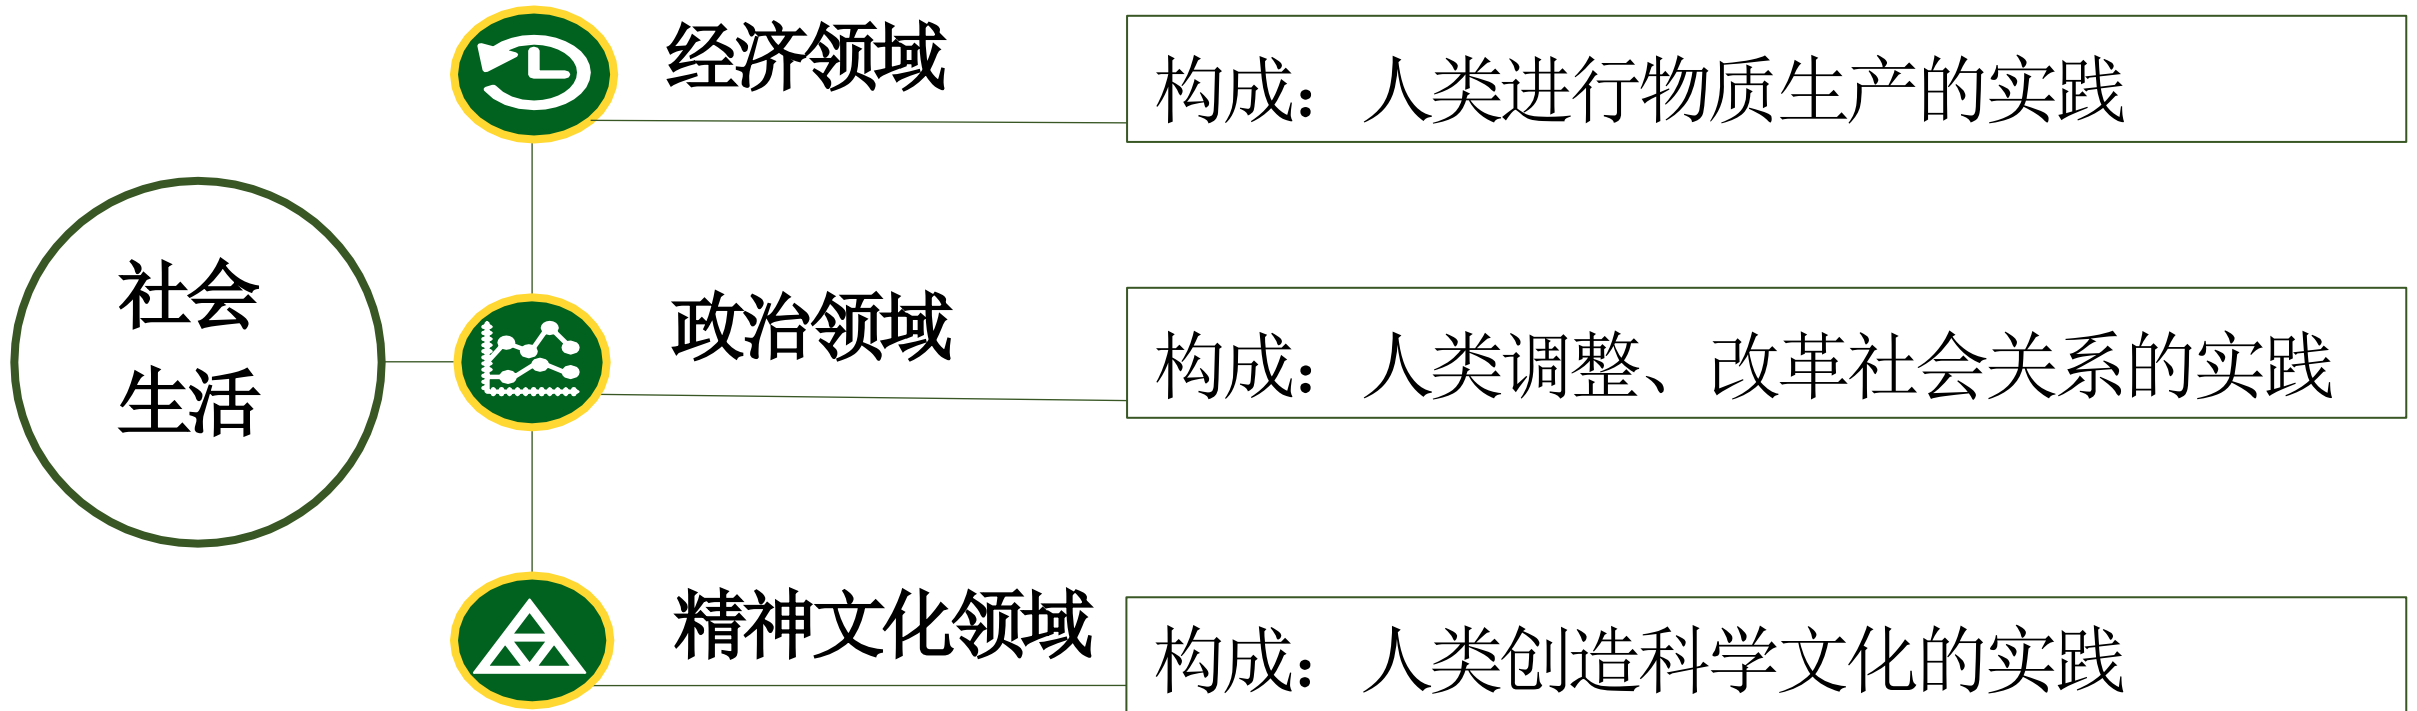 社会
生活
经济领域
构成：人类进行物质生产的实践
政治领域
构成：人类调整、改革社会关系的实践
精神文化领域
构成：人类创造科学文化的实践